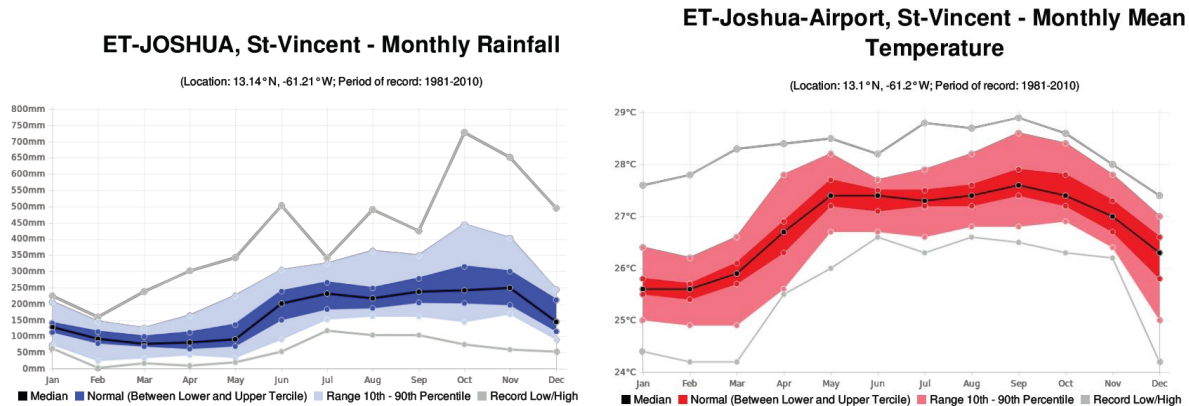 ET-JOSHUA, St-Vincent - Monthly Rainfall
(Location: 13.14°N, -61.21°W; Period of record: 1981-2010)
800mm
750mm
700mm
650mm
600mm
550mm
500mm
450mm
400mm
350mm
300mm
250mm
200mm
150mm
100mm
50mm
0mm
Jan Feb Mar Apr May Jun Jul Aug Sep Oct Nov Dec
Median Normal (Between Lower and Upper Tercile) Range 10th - 90th Percentile Record Low/High
ET-Joshua-Airport, St-Vincent - Monthly Mean
Temperature
(Location: 13.1°N, -61.2°W; Period of record: 1981-2010)
29°C
28°C
27°C
26°C
25°C
24°C
Jan Feb Mar Apr May Jun Jul Aug Sep Oct Nov Dec
Median Normal (Between Lower and Upper Tercile) Range 10th - 90th Percentile Record Low/High